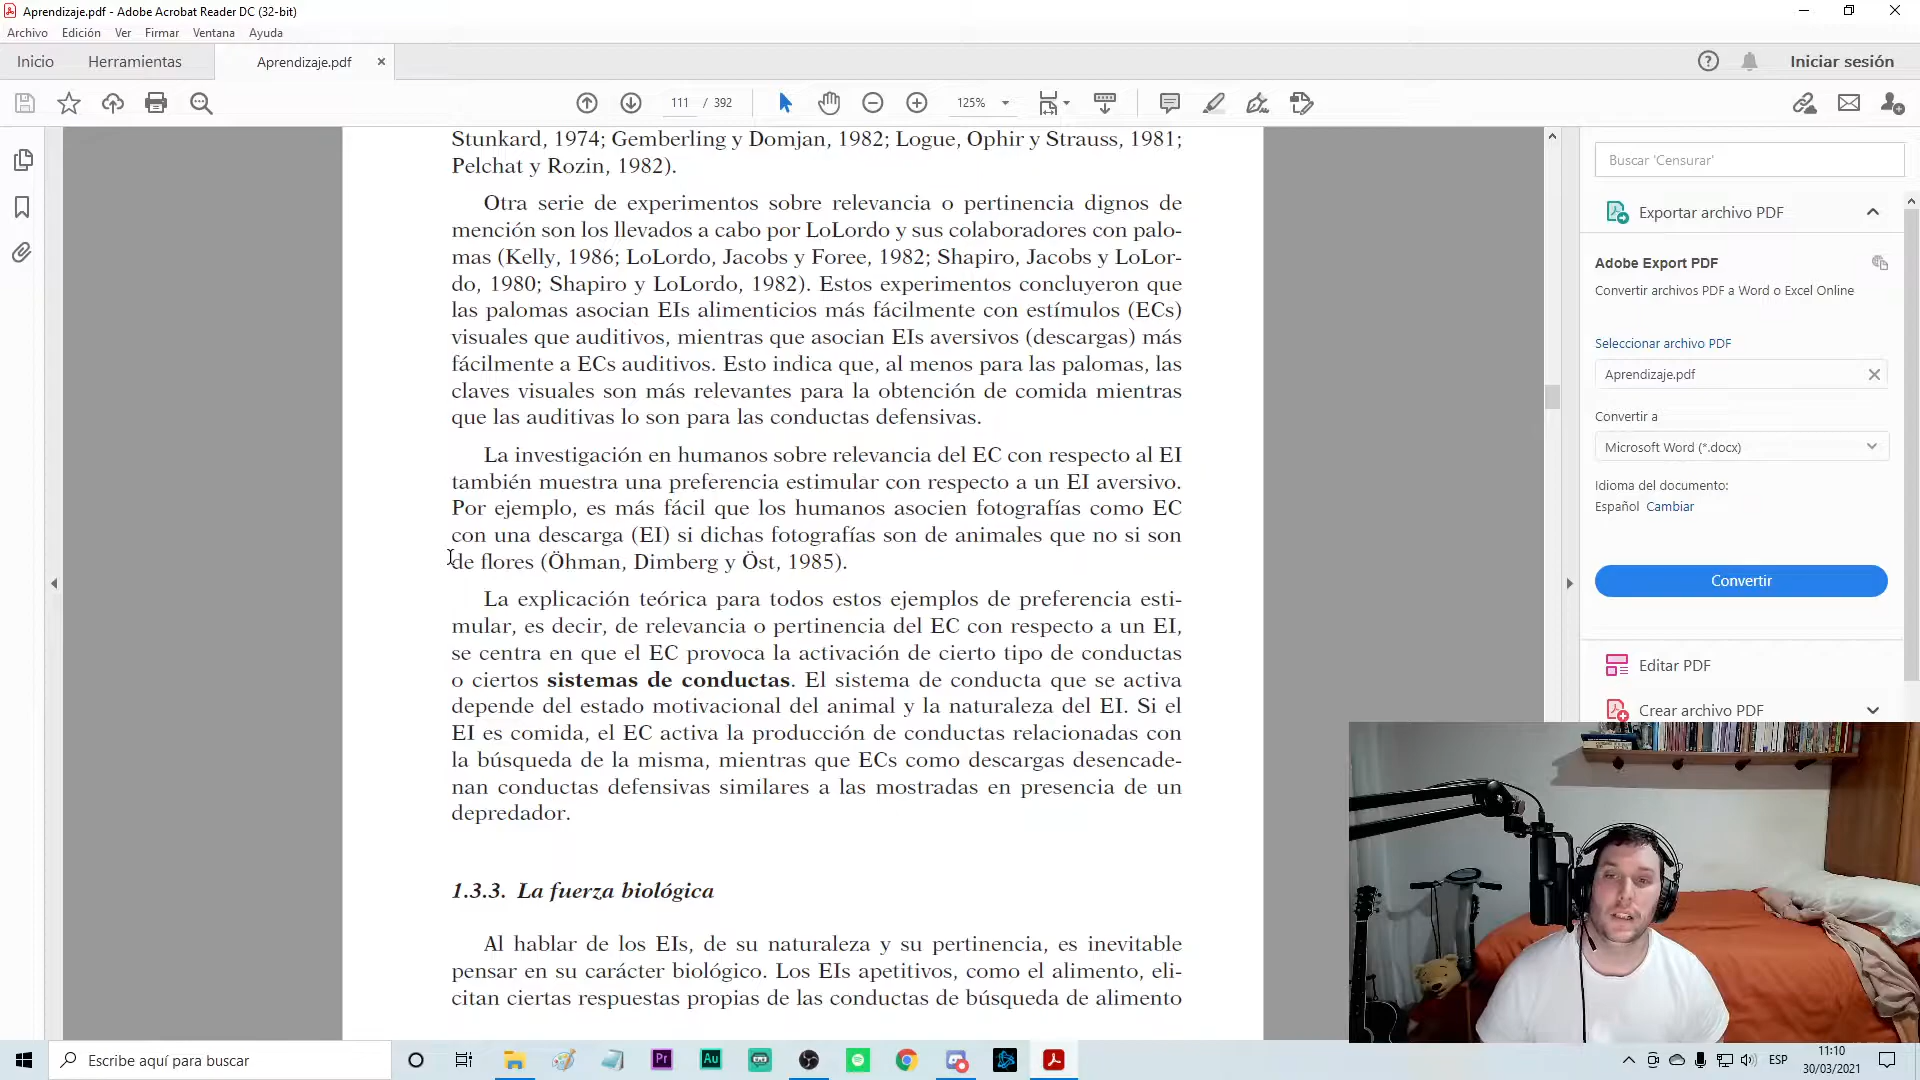 Aprendizaje.pdf - Adobe Acrobat Reader DC (32-bit)
Archivo Edición Ver Firmar Ventana Ayuda
Inicio Herramientas Aprendizaje.pdf Iniciar sesión
111 / 392 125%
Stunkard, 1974; Gemberling y Domjan, 1982; Logue, Ophir y Strauss, 1981;
Pelchat y Rozin, 1982).
Otra serie de experimentos sobre relevancia o pertinencia dignos de
mención son los llevados a cabo por LoLordo y sus colaboradores con palo-
mas (Kelly, 1986; LoLordo, Jacobs y Foree, 1982; Shapiro, Jacobs y LoLor-
do, 1980; Shapiro y LoLordo, 1982). Estos experimentos concluyeron que
las palomas asocian EIs alimenticios más fácilmente con estímulos (ECs)
visuales que auditivos, mientras que asocian EIs aversivos (descargas) más
fácilmente a ECs auditivos. Esto indica que, al menos para las palomas, las
claves visuales son más relevantes para la obtención de comida mientras
que las auditivas lo son para las conductas defensivas.
La investigación en humanos sobre relevancia del EC con respecto al EI
también muestra una preferencia estimular con respecto a un EI aversivo.
Por ejemplo, es más fácil que los humanos asocien fotografías como EC
con una descarga (EI) si dichas fotografías son de animales que no si son
de flores (Öhman, Dimberg y Öst, 1985).
La explicación teórica para todos estos ejemplos de preferencia esti-
mular, es decir, de relevancia o pertinencia del EC con respecto a un EI,
se centra en que el EC provoca la activación de cierto tipo de conductas
o ciertos sistemas de conductas. El sistema de conducta que se activa
depende del estado motivacional del animal y la naturaleza del EI. Si el
EI es comida, el EC activa la producción de conductas relacionadas con
la búsqueda de la misma, mientras que ECs como descargas desencade-
nan conductas defensivas similares a las mostradas en presencia de un
depredador.
1.3.3. La fuerza biológica
Al hablar de los EIs, de su naturaleza y su pertinencia, es inevitable
pensar en su carácter biológico. Los EIs apetitivos, como el alimento, eli-
citan ciertas respuestas propias de las conductas de búsqueda de alimento
Buscar 'Censurar'
Exportar archivo PDF
Adobe Export PDF
Convertir archivos PDF a Word o Excel Online
Seleccionar archivo PDF
Aprendizaje.pdf
Convertir a
Microsoft Word (*.docx)
Idioma del documento:
Español Cambiar
Convertir
Editar PDF
Crear archivo PDF
Escribe aquí para buscar
Pr
Au
ESP
11:10
30/03/2021